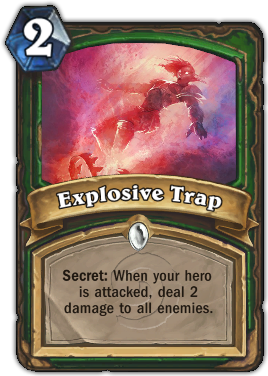 2
Explosive Trap
Secret: When your hero
is attacked, deal 2
damage to all enemies.